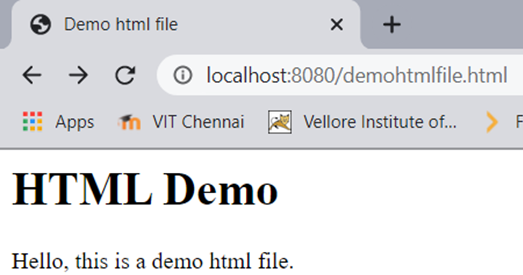 Demo html file
localhost:8080/demohtmlfile.html
Apps VIT Chennai Vellore Institute of...
HTML Demo
Hello, this is a demo html file.